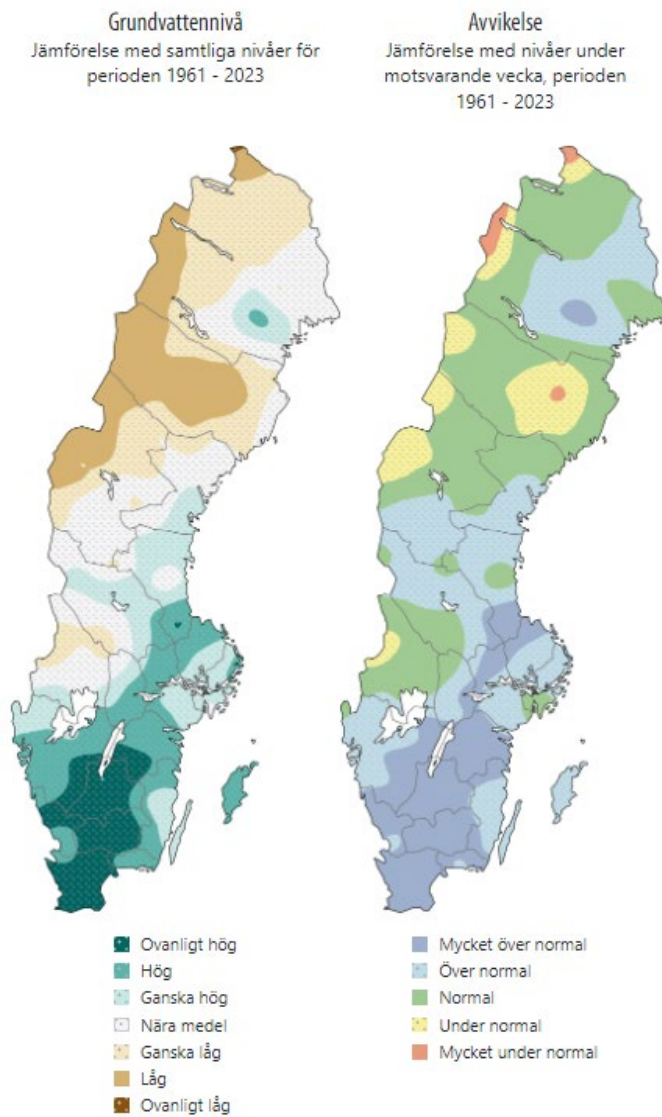 Grundvattennivå
Jämförelse med samtliga nivåer för
perioden 1961 - 2023
Avvikelse
Jämförelse med nivåer under
motsvarande vecka, perioden
1961 - 2023
Ovanligt hög
Hög
Ganska hög
Nära medel
Ganska låg
Låg
Ovanligt låg
Mycket över normal
Över normal
Normal
Under normal
Mycket under normal